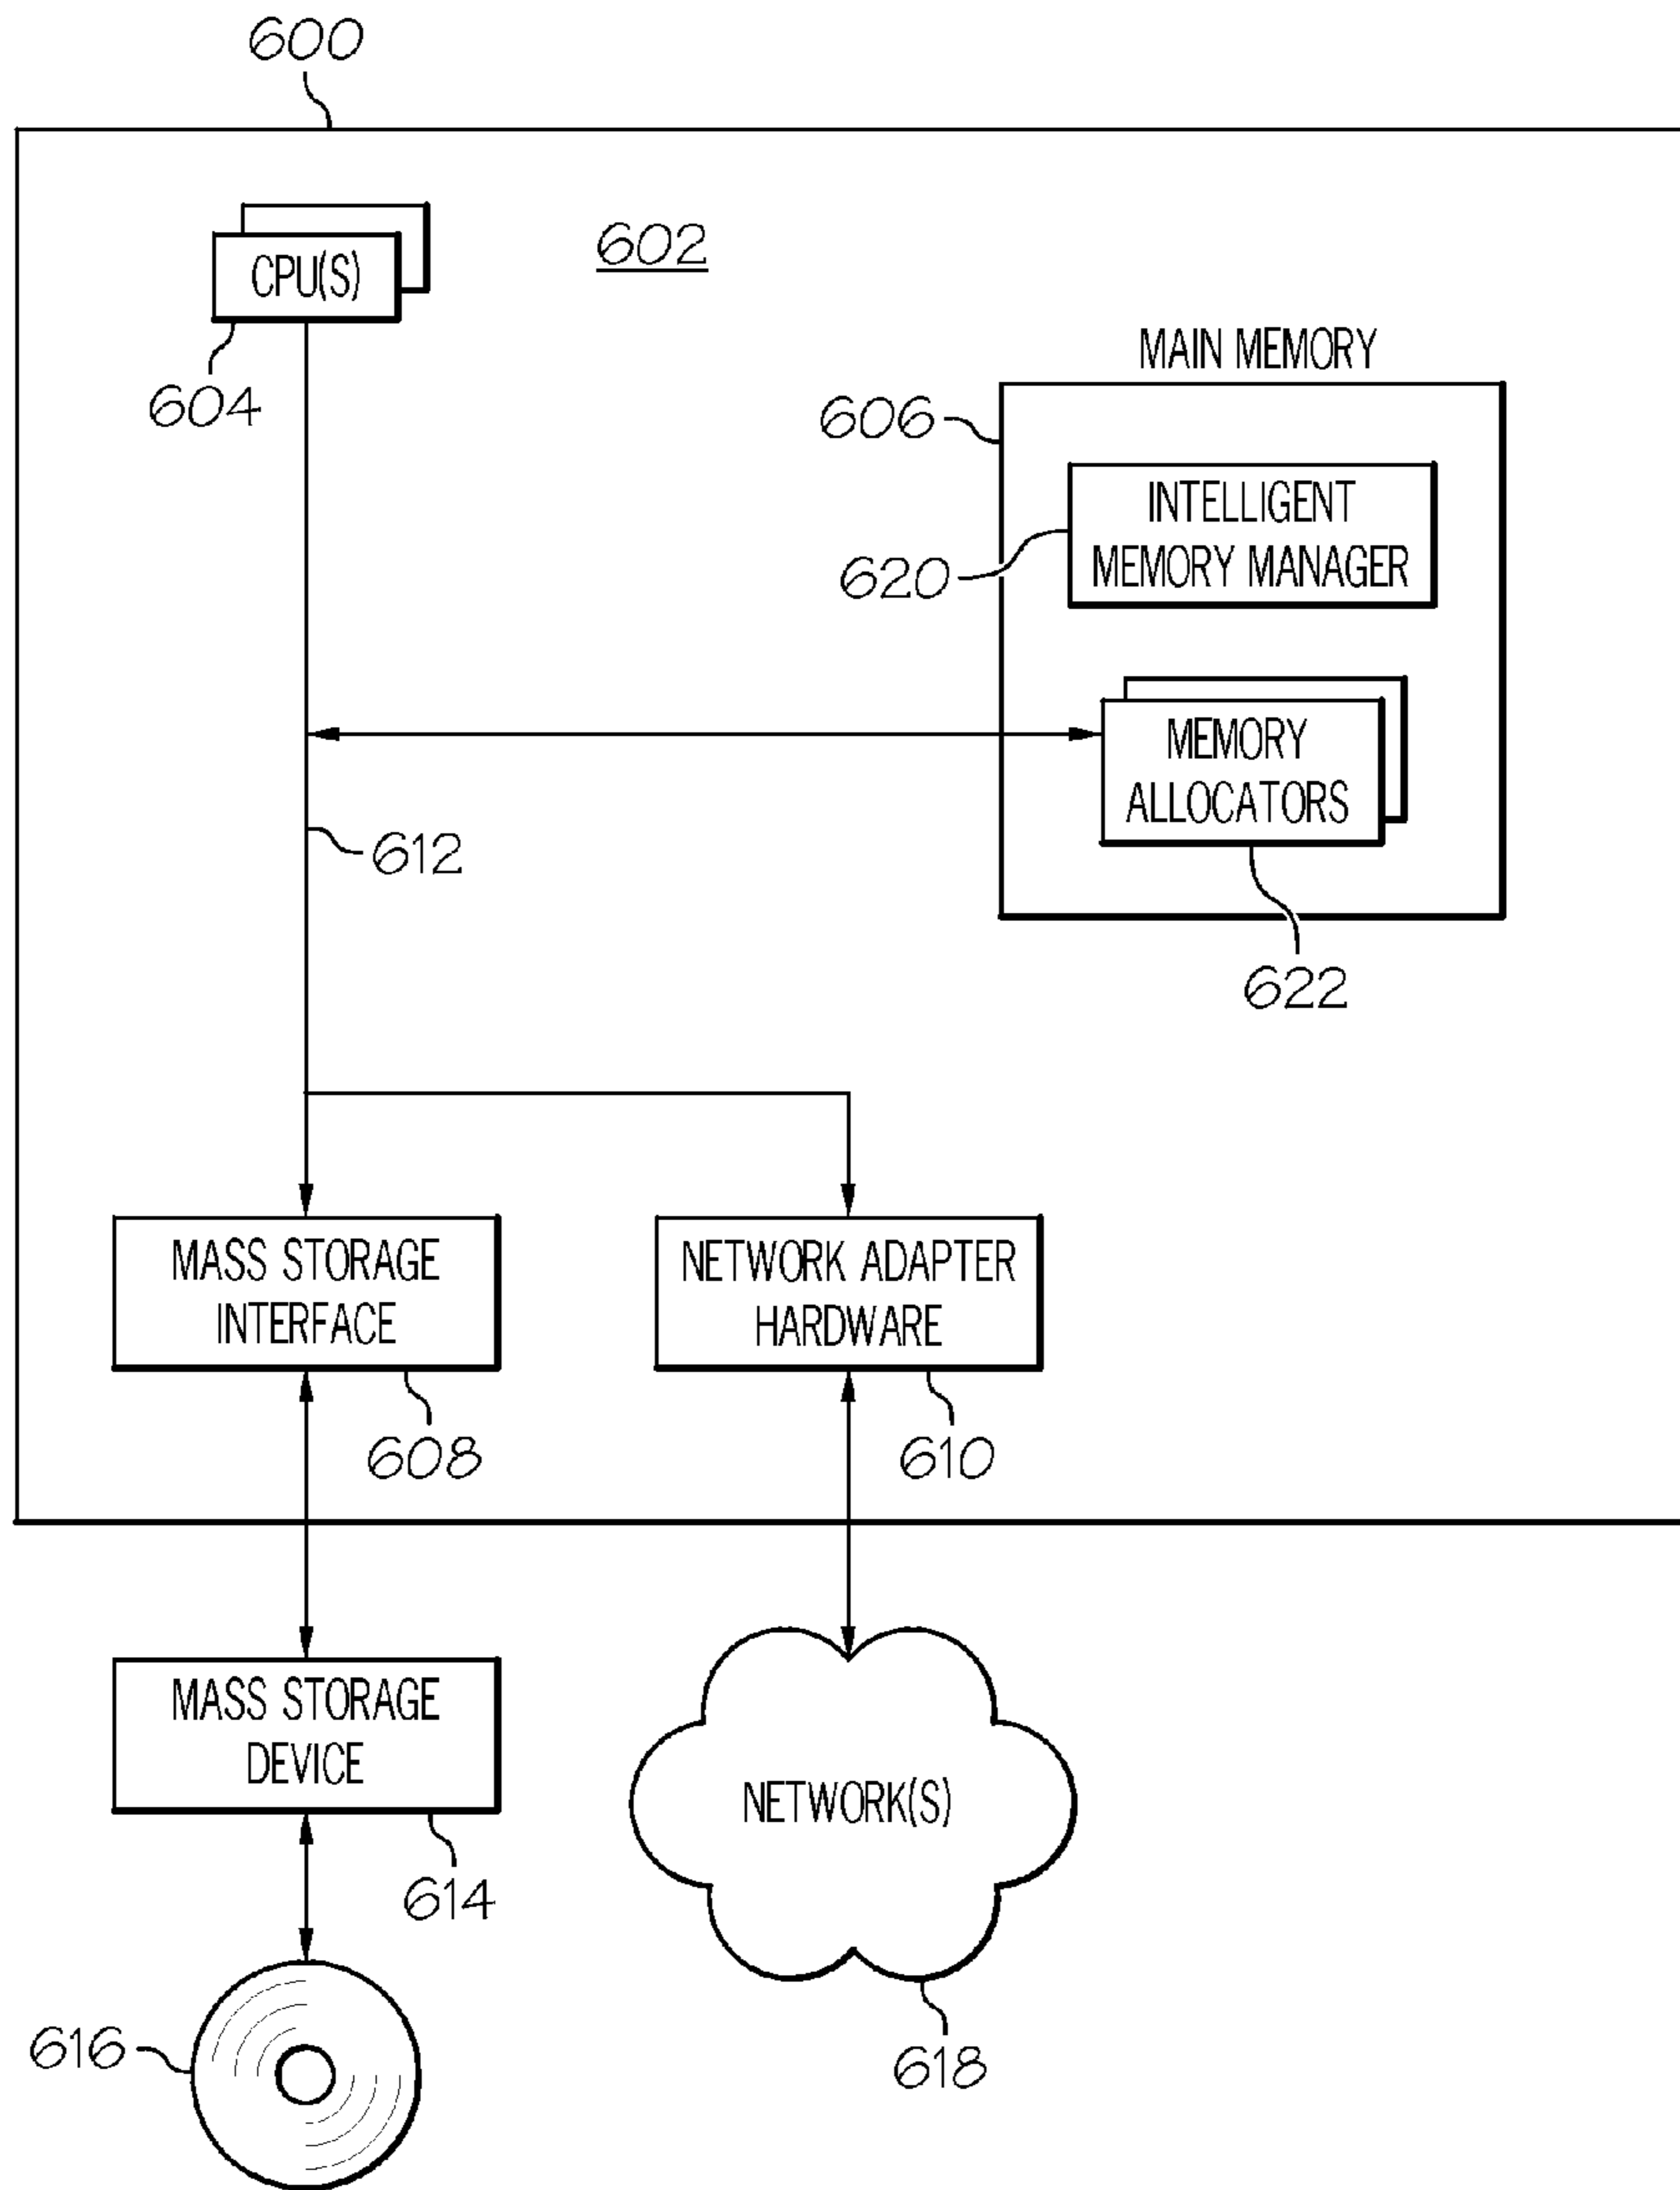 600
602
CPU(S)
604
MAIN MEMORY
606
INTELLIGENT
MEMORY MANAGER
620
MEMORY
ALLOCATORS
612
622
MASS STORAGE
INTERFACE
NETWORK ADAPTER
HARDWARE
608
610
MASS STORAGE
DEVICE
NETWORK(S)
614
616
618